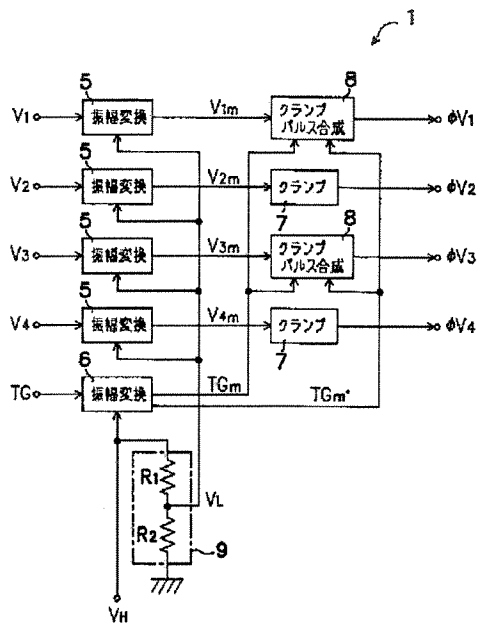 1
5
8
V1
振幅変換
V1m
クランプ
パルス合成
φV1
5
V2
振幅変換
V2m
クランプ
φV2
7
5
8
V3
振幅変換
V3m
クランプ
パルス合成
φV3
5
V4
振幅変換
V4m
クランプ
φV4
7
6
TG
振幅変換
TGm
TGm*
R1
VL
R2
9
VH